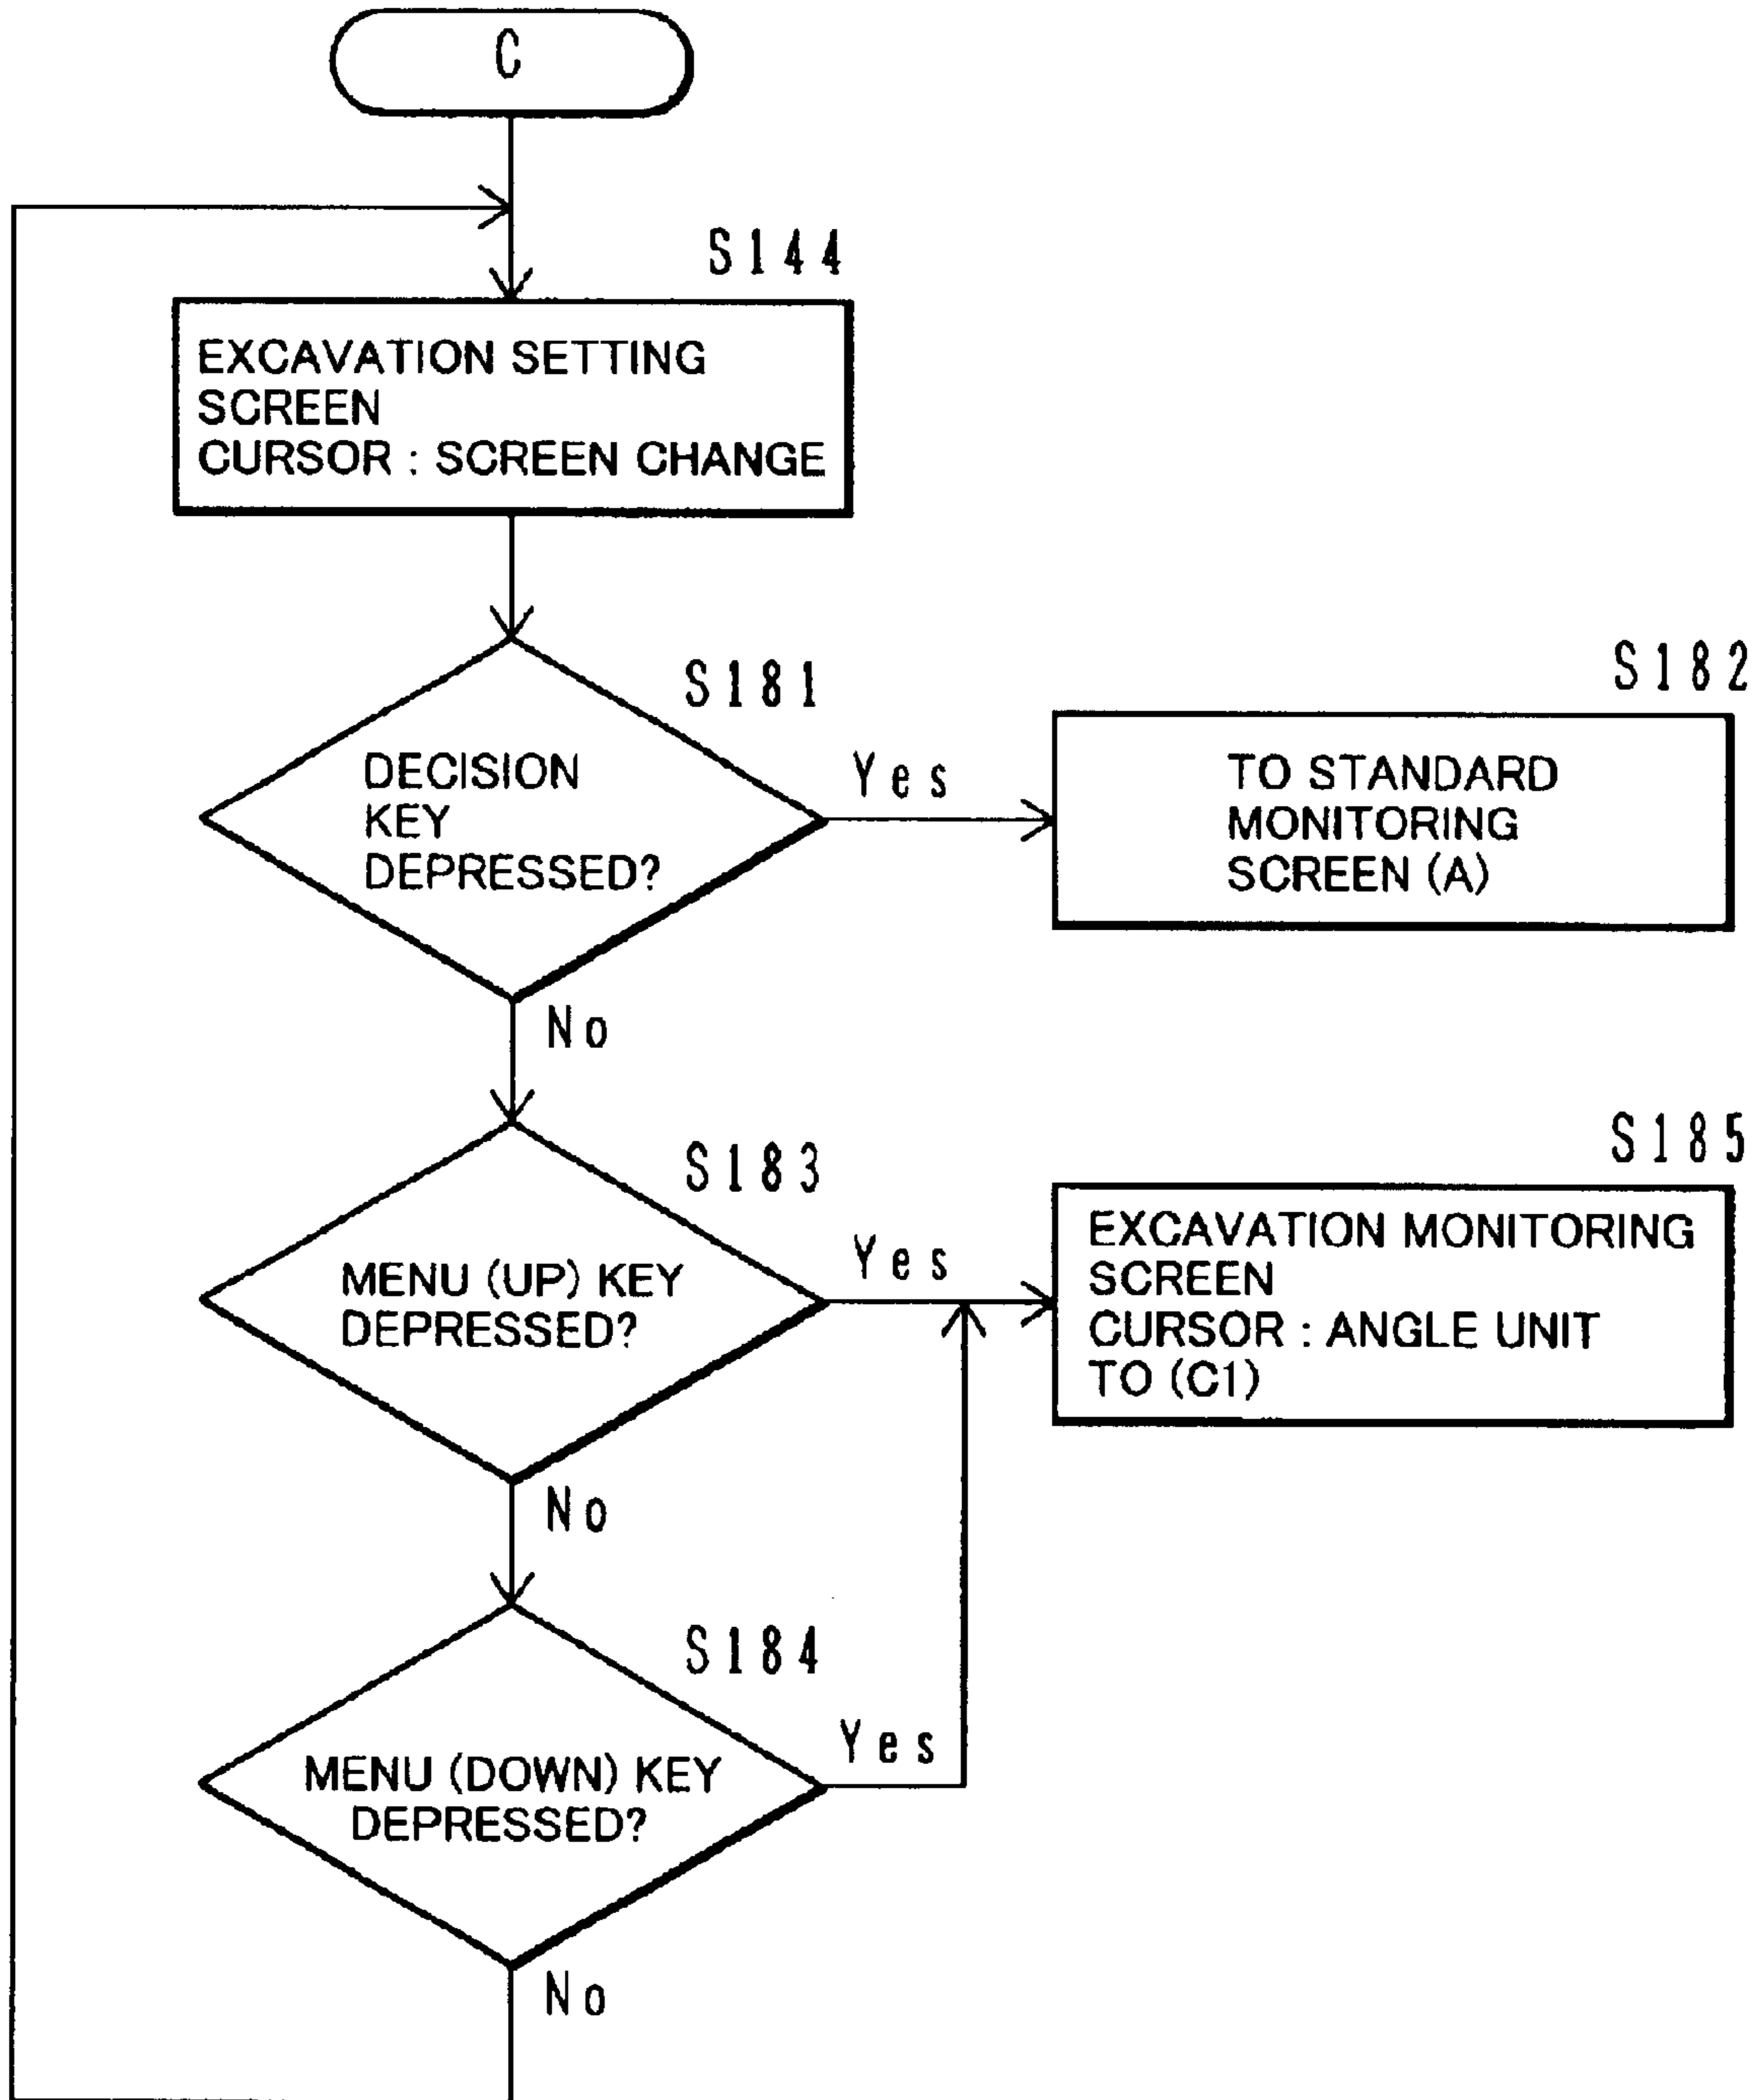 C
S144
EXCAVATION SETTING
SCREEN
CURSOR : SCREEN CHANGE
S181
DECISION
KEY
DEPRESSED?
Yes
S182
TO STANDARD
MONITORING
SCREEN (A)
No
S183
MENU (UP) KEY
DEPRESSED?
Yes
S185
EXCAVATION MONITORING
SCREEN
CURSOR : ANGLE UNIT
TO (C1)
No
S184
MENU (DOWN) KEY
DEPRESSED?
Yes
No